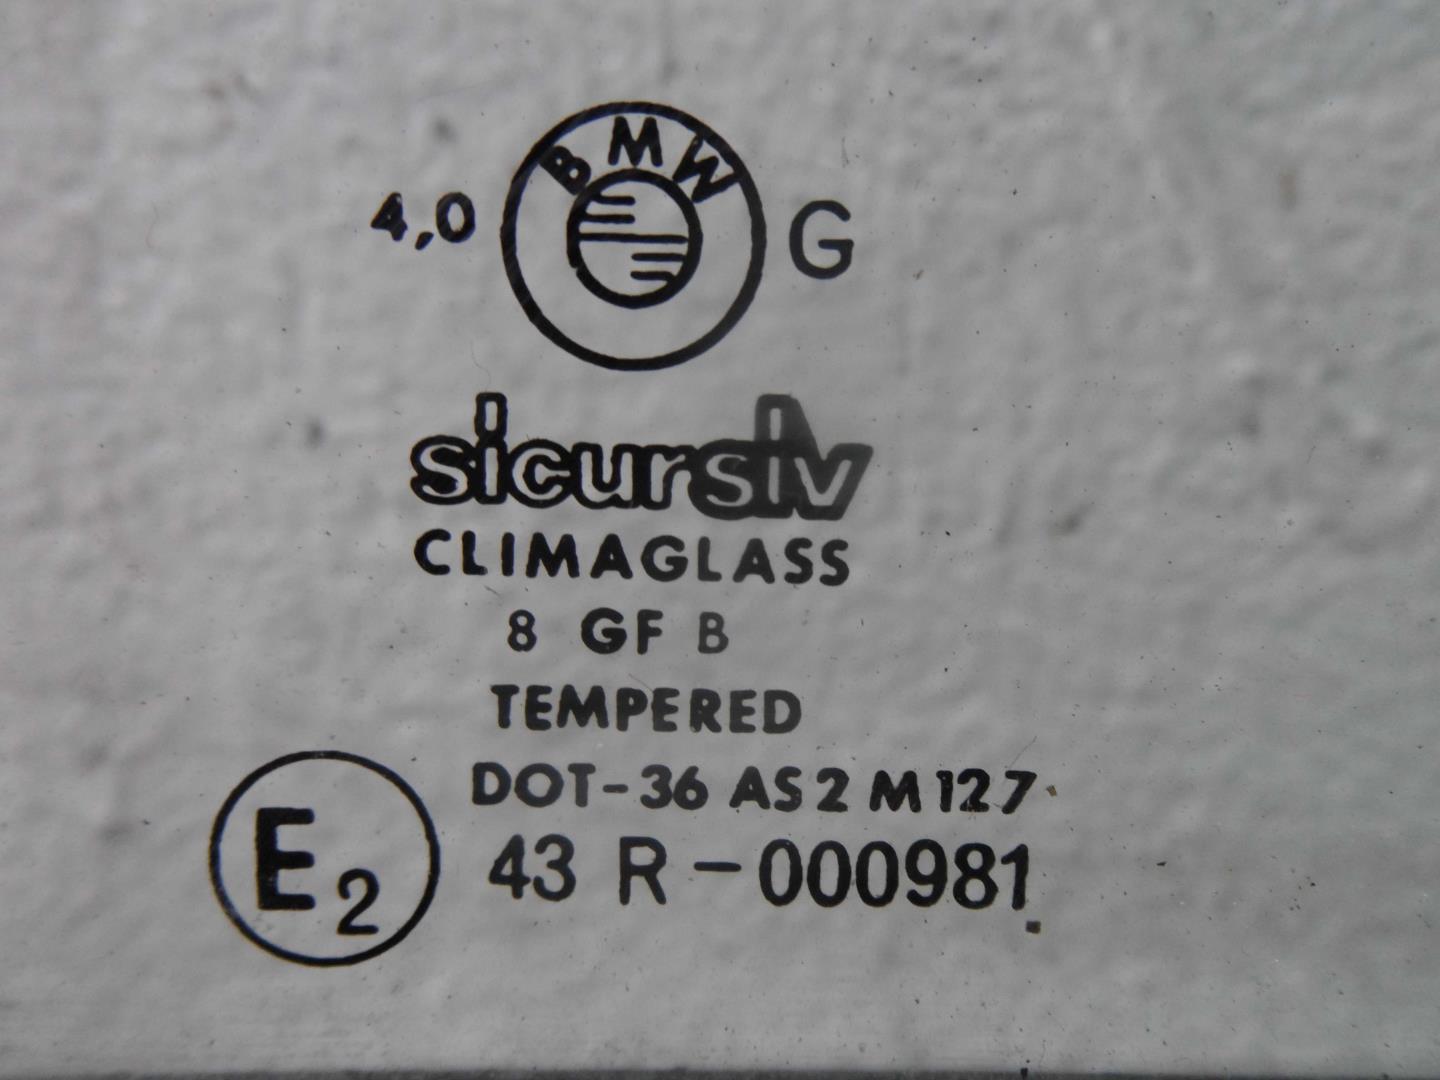 BMW
4,0 G
sicursiv
CLIMAGLASS
8 GF B
TEMPERED
DOT-36 AS2 M127
E2 43 R-000981